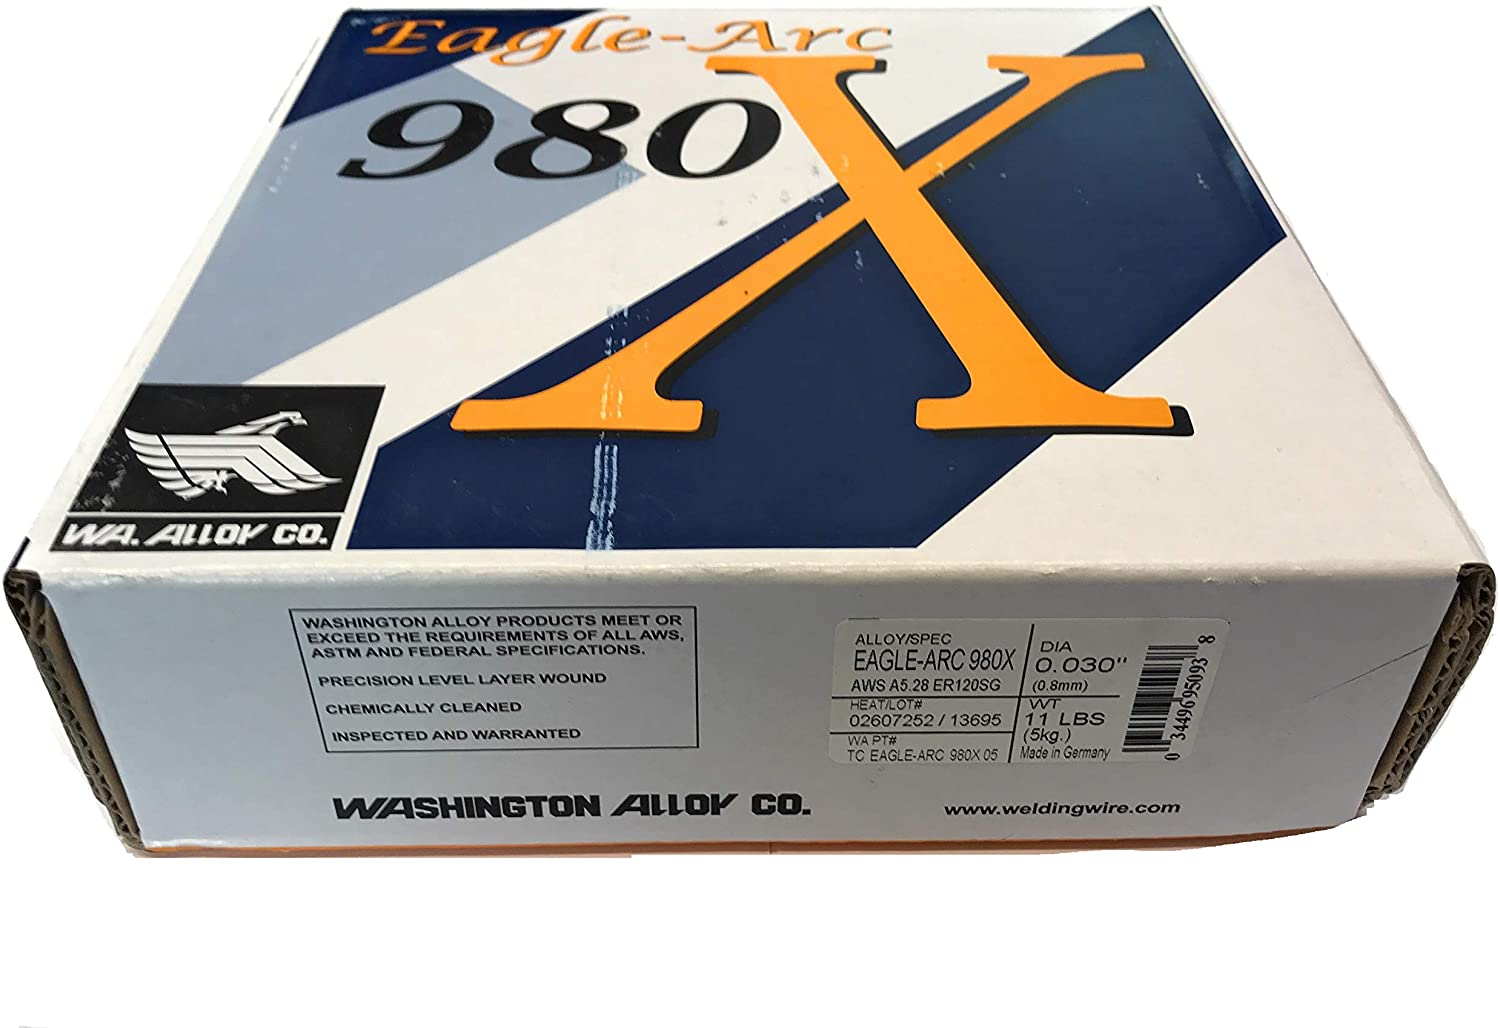 Eagle-Arc
980X
WA. ALLOY CO.
WASHINGTON ALLOY PRODUCTS MEET OR
EXCEED THE REQUIREMENTS OF ALL AWS,
ASTM AND FEDERAL SPECIFICATIONS.
PRECISION LEVEL LAYER WOUND
CHEMICALLY CLEANED
INSPECTED AND WARRANTED
WASHINGTON ALLOY CO.
ALLOY/SPEC
EAGLE-ARC 980X
AWS A5.28 ER120SG
HEAT/LOT#
02607252 / 13695
WA PT#
TC EAGLE-ARC 980X 05
DIA
0.030"
(0.8mm)
WT
11 LBS
(5kg.)
Made in Germany
0 34496 95093 8
www.weldingwire.com